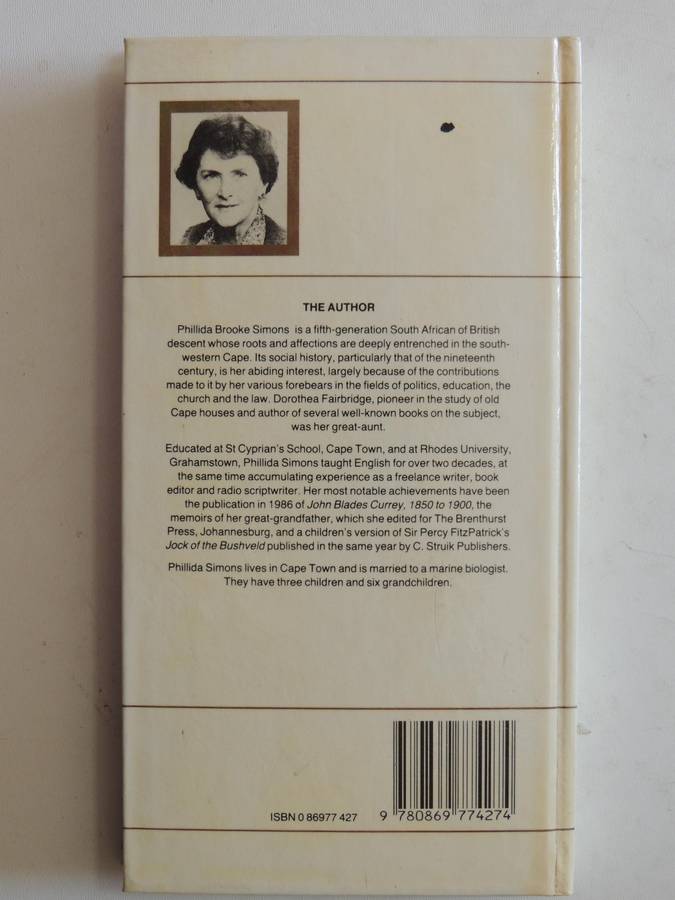 THE AUTHOR
Phillida Brooke Simons is a fifth-generation South African of British
descent whose roots and affections are deeply entrenched in the south-
western Cape. Its social history, particularly that of the nineteenth
century, is her abiding interest, largely because of the contributions
made to it by her various forebears in the fields of politics, education, the
church and the law. Dorothea Fairbridge, pioneer in the study of old
Cape houses and author of several well-known books on the subject,
was her great-aunt.
Educated at St Cyprian's School, Cape Town, and at Rhodes University,
Grahamstown, Phillida Simons taught English for over two decades, at
the same time accumulating experience as a freelance writer, book
editor and radio scriptwriter. Her most notable achievements have been
the publication in 1986 of John Blades Currey, 1850 to 1900, the
memoirs of her great-grandfather, which she edited for The Brenthurst
Press, Johannesburg, and a children's version of Sir Percy FitzPatrick's
Jock of the Bushveld published in the same year by C. Struik Publishers.
Phillida Simons lives in Cape Town and is married to a marine biologist.
They have three children and six grandchildren.
ISBN 0 86977 427
9 780869 774274